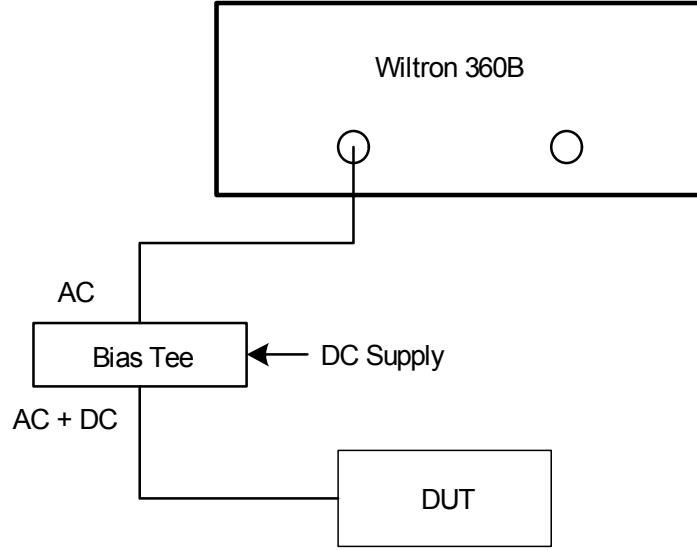 Wiltron 360B
AC
Bias Tee
DC Supply
AC + DC
DUT